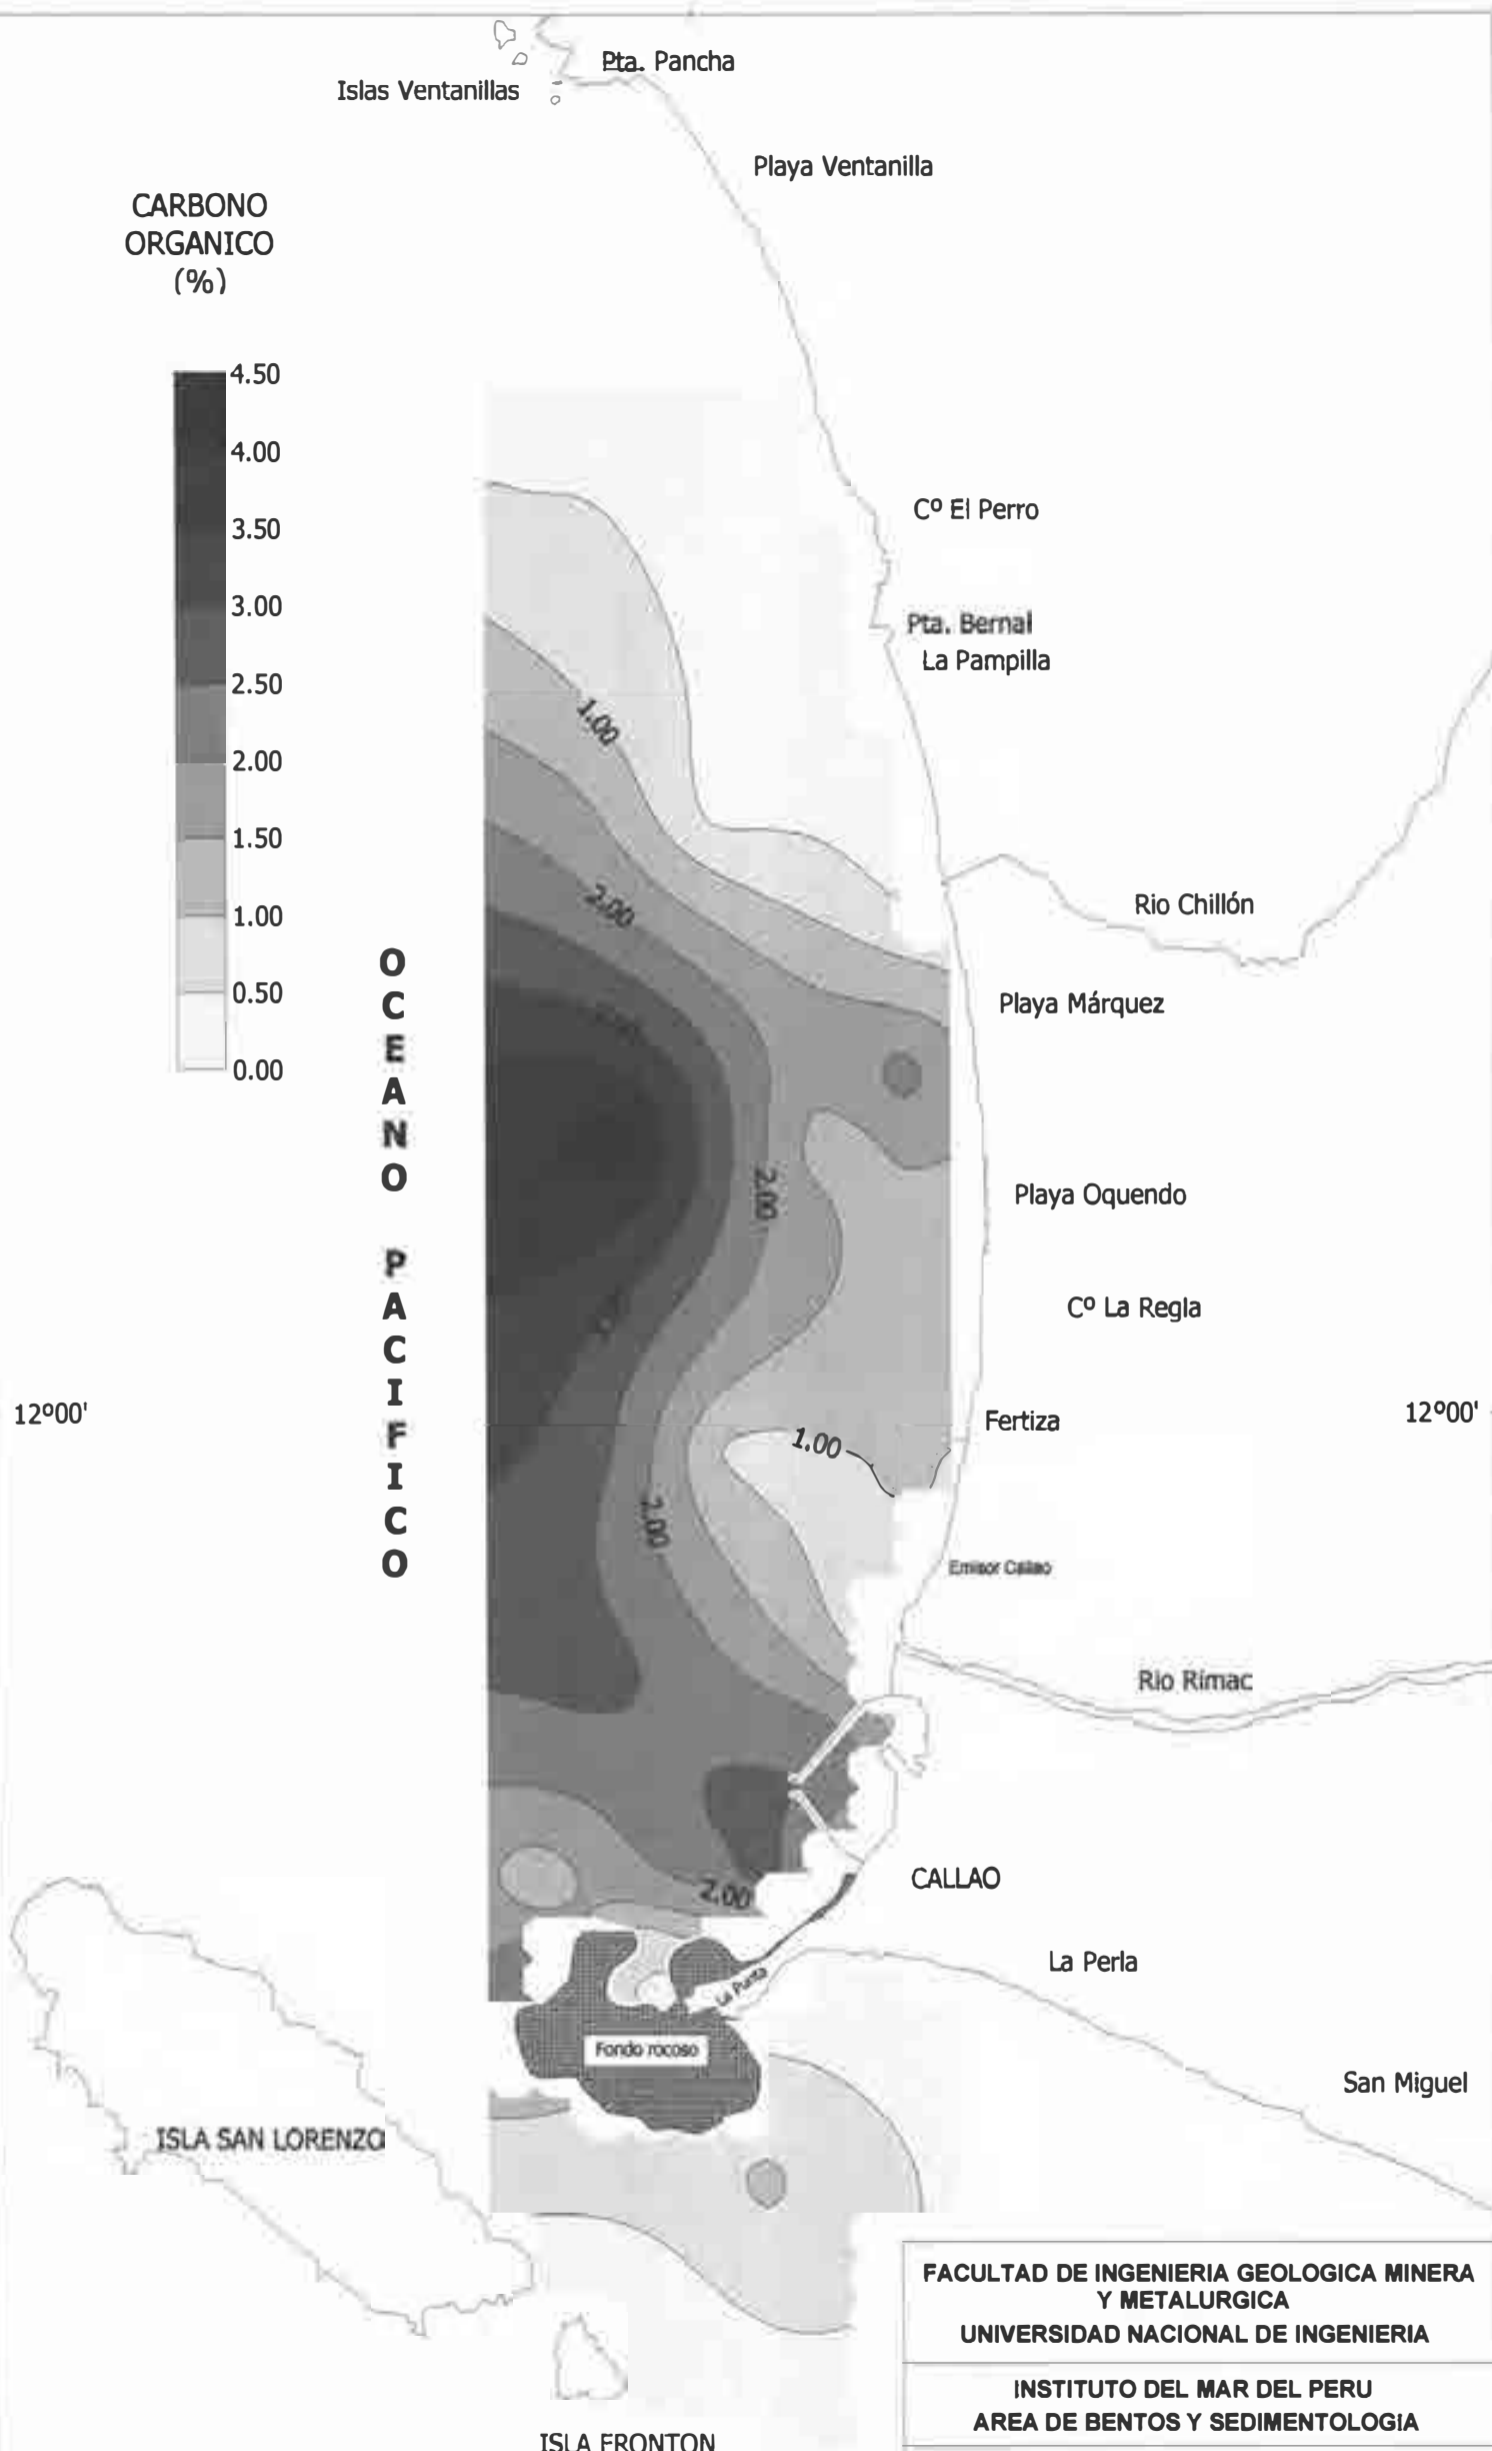 Pta. Pancha
Islas Ventanillas
Playa Ventanilla
CARBONO
ORGANICO
(%)
4.50
4.00
3.50
3.00
2.50
2.00
1.50
1.00
0.50
0.00
Cº El Perro
Pta. Bernal
La Pampilla
1.00
2.00
Rio Chillón
OCEANO PACIFICO
Playa Márquez
2.00
Playa Oquendo
Cº La Regla
12º00'
12º00'
Fertiza
1.00
2.00
Emisor Callao
Rio Rímac
CALLAO
2.00
La Perla
La Punta
Fondo rocoso
San Miguel
ISLA SAN LORENZO
FACULTAD DE INGENIERIA GEOLOGICA MINERA
Y METALURGICA
UNIVERSIDAD NACIONAL DE INGENIERIA
INSTITUTO DEL MAR DEL PERU
AREA DE BENTOS Y SEDIMENTOLOGIA
ISLA FRONTON